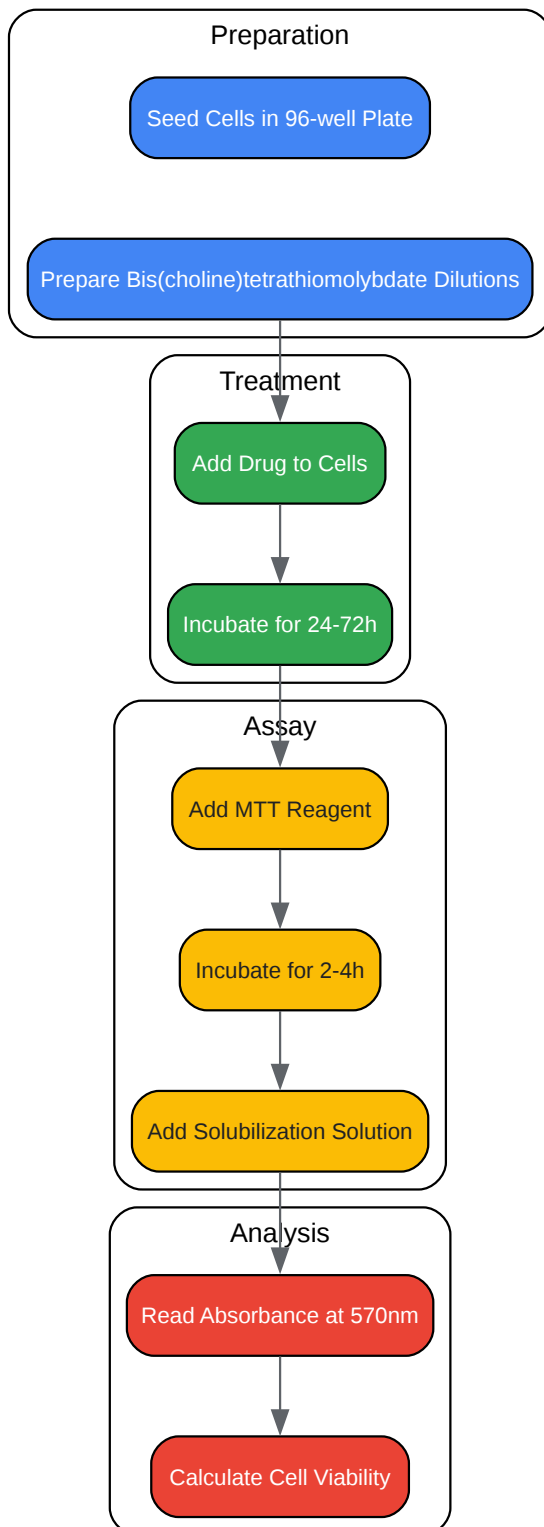 Preparation
Seed Cells in 96-well Plate
Prepare Bis(choline)tetrathiomolybdate Dilutions
Treatment
Add Drug to Cells
Incubate for 24-72h
Assay
Add MTT Reagent
Incubate for 2-4h
Add Solubilization Solution
Analysis
Read Absorbance at 570nm
Calculate Cell Viability